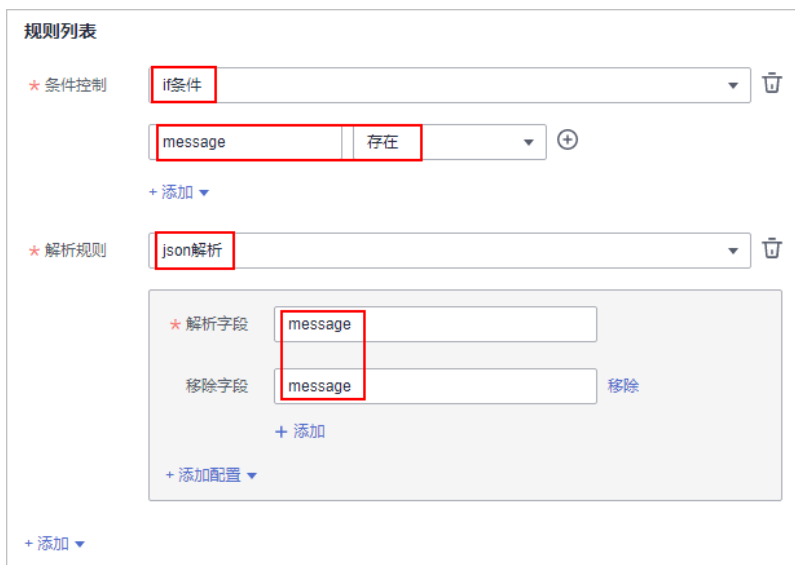 规则列表
* 条件控制 if条件
message 存在
+ 添加
* 解析规则 json解析
* 解析字段 message
移除字段 message 移除
+ 添加
+ 添加配置
+ 添加